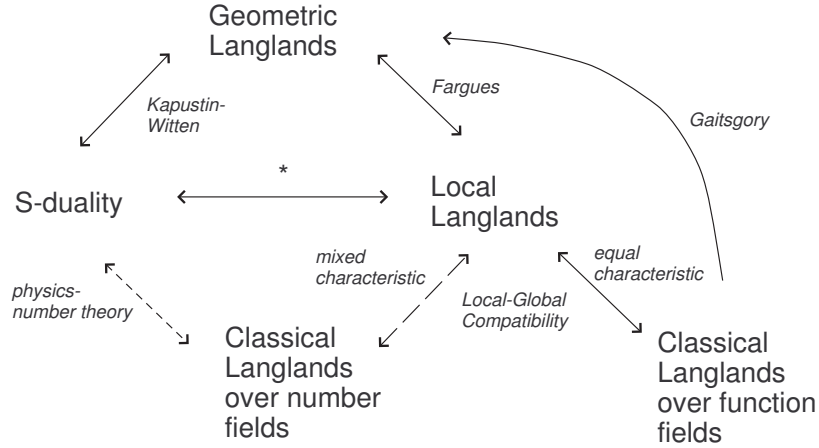 Geometric
Langlands
Kapustin-
Witten
Fargues
Gaitsgory
*
S-duality
Local
Langlands
mixed
characteristic
equal
characteristic
physics-
number theory
Local-Global
Compatibility
Classical
Langlands
over number
fields
Classical
Langlands
over function
fields